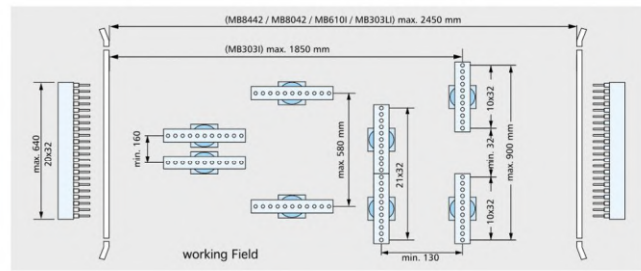 (MB8442 / MB8042 / MB610I / MB303LI) max. 2450 mm
(MB303I) max. 1850 mm
max. 640
20x32
min. 160
max. 580 mm
21x32
10x32
min. 32
10x32
max. 900 mm
min. 130
working Field